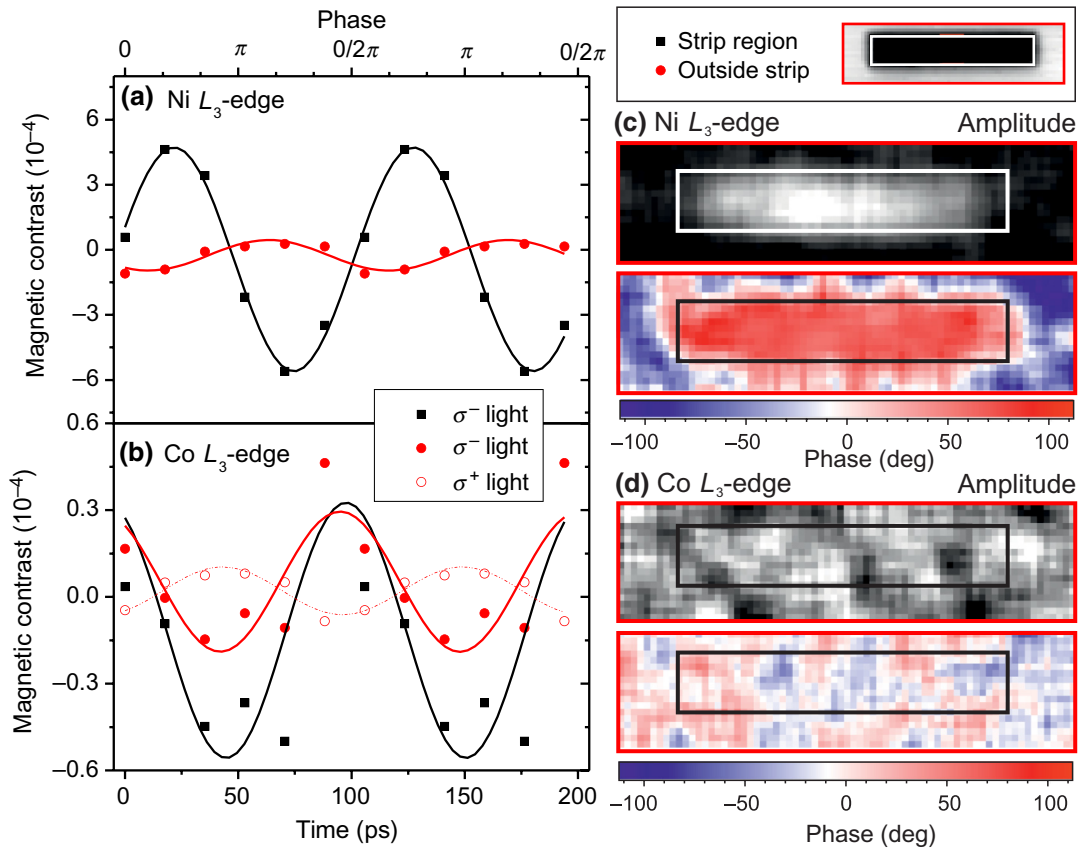 Phase
0 π 0/2π π 0/2π
(a) Ni L₃-edge
6
3
0
−3
−6
Magnetic contrast (10⁻⁴)
0.6
σ⁻ light
σ⁻ light
σ⁺ light
(b) Co L₃-edge
0.3
0.0
−0.3
−0.6
Magnetic contrast (10⁻⁴)
0 50 100 150 200
Time (ps)
Strip region
Outside strip
(c) Ni L₃-edge Amplitude
−100 −50 0 50 100
Phase (deg)
(d) Co L₃-edge Amplitude
−100 −50 0 50 100
Phase (deg)